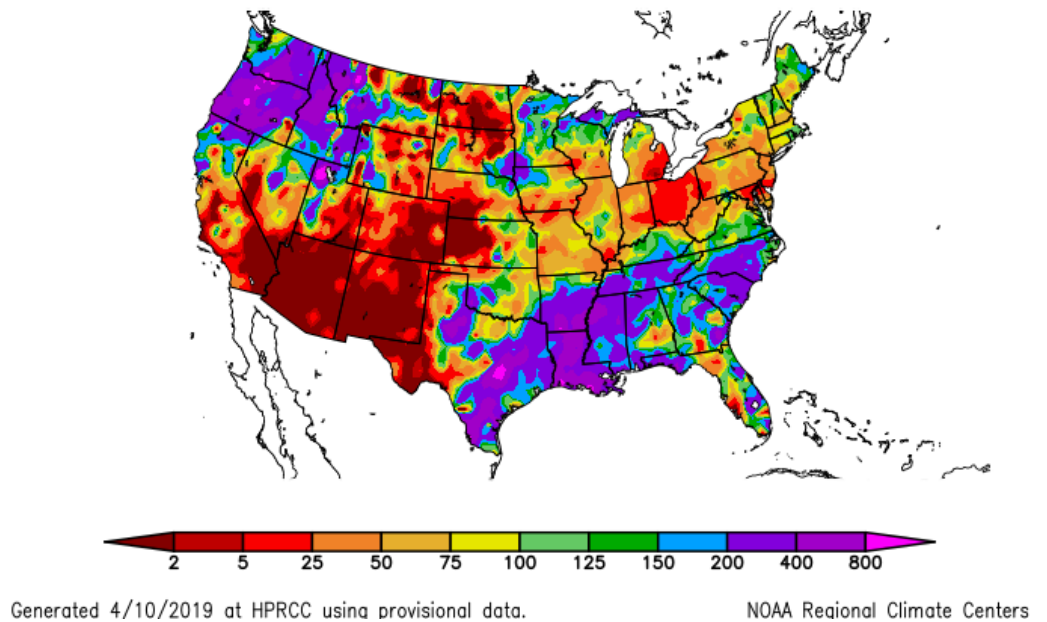 2 5 25 50 75 100 125 150 200 400 800
Generated 4/10/2019 at HPRCC using provisional data. NOAA Regional Climate Centers